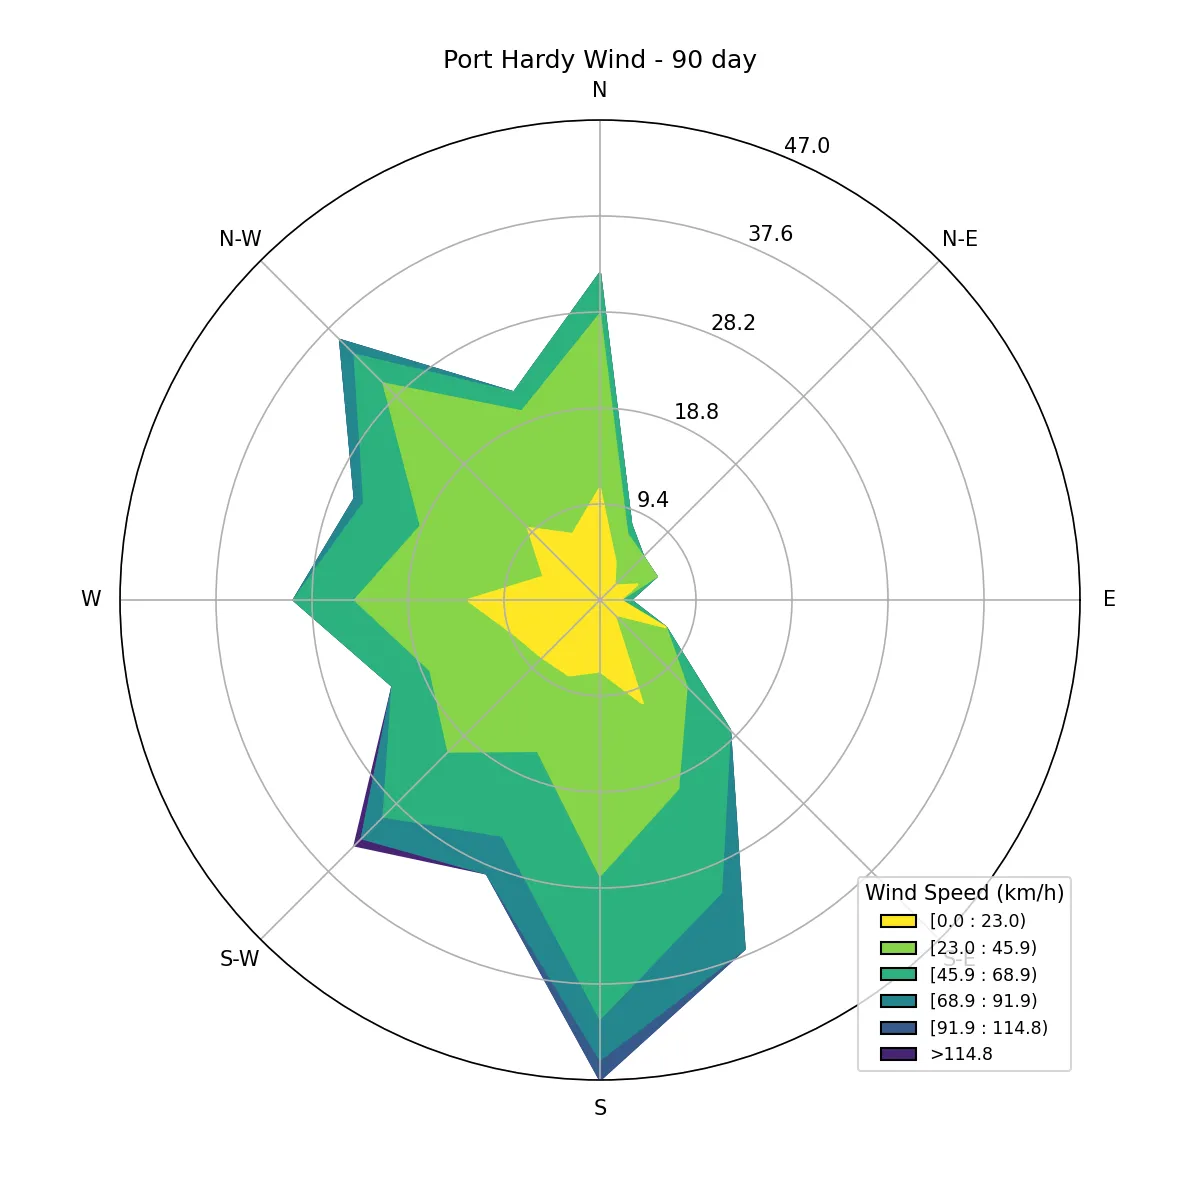 Port Hardy Wind - 90 day
N
47.0
N-W
37.6
N-E
28.2
18.8
9.4
W
E
S-W
S-E
S
Wind Speed (km/h)
[0.0 : 23.0)
[23.0 : 45.9)
[45.9 : 68.9)
[68.9 : 91.9)
[91.9 : 114.8)
>114.8